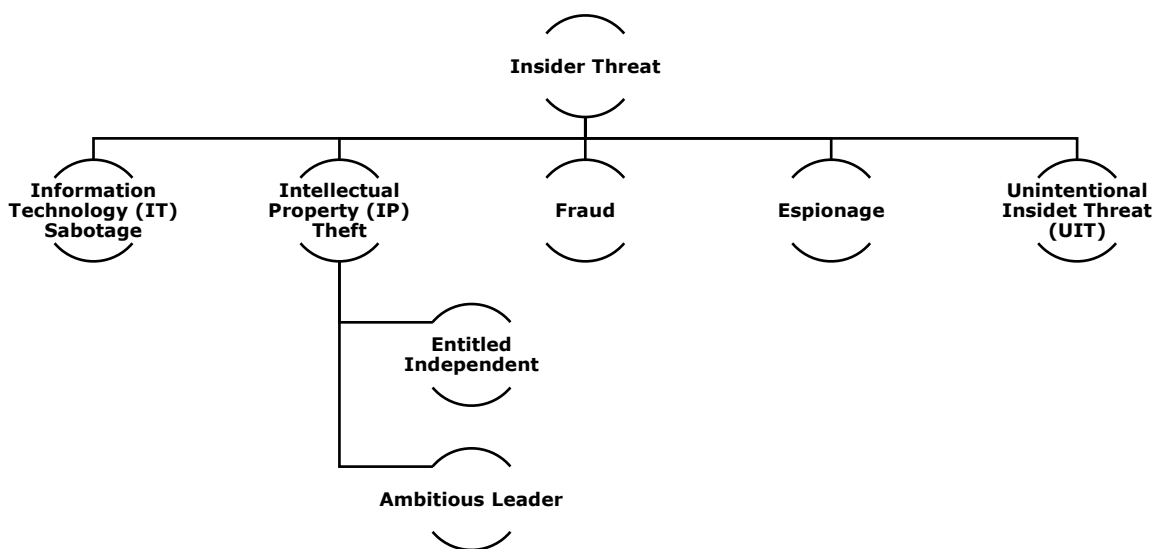 Insider Threat
Information
Technology (IT)
Sabotage
Intellectual
Property (IP)
Theft
Fraud
Espionage
Unintentional
Insidet Threat
(UIT)
Entitled
Independent
Ambitious Leader